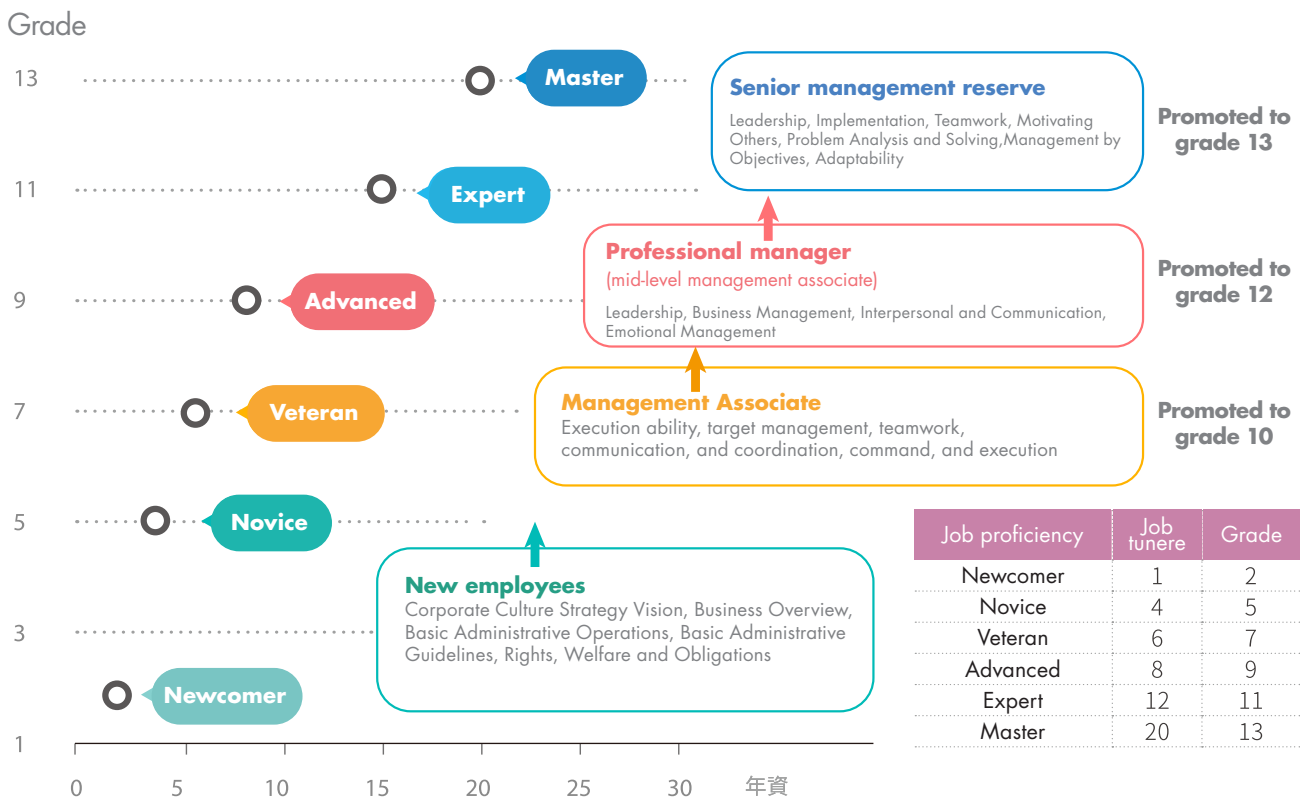 Grade
13
Master
11
Expert
9
Advanced
7
Veteran
5
Novice
3
Newcomer
1
0 5 10 15 20 25 30 年資
Senior management reserve
Leadership, Implementation, Teamwork, Motivating
Others, Problem Analysis and Solving,Management by
Objectives, Adaptability
Promoted to
grade 13
Professional manager
(mid-level management associate)
Leadership, Business Management, Interpersonal and Communication,
Emotional Management
Promoted to
grade 12
Management Associate
Execution ability, target management, teamwork,
communication, and coordination, command, and execution
Promoted to
grade 10
New employees
Corporate Culture Strategy Vision, Business Overview,
Basic Administrative Operations, Basic Administrative
Guidelines, Rights, Welfare and Obligations
Job proficiency Job tunere Grade
Newcomer 1 2
Novice 4 5
Veteran 6 7
Advanced 8 9
Expert 12 11
Master 20 13